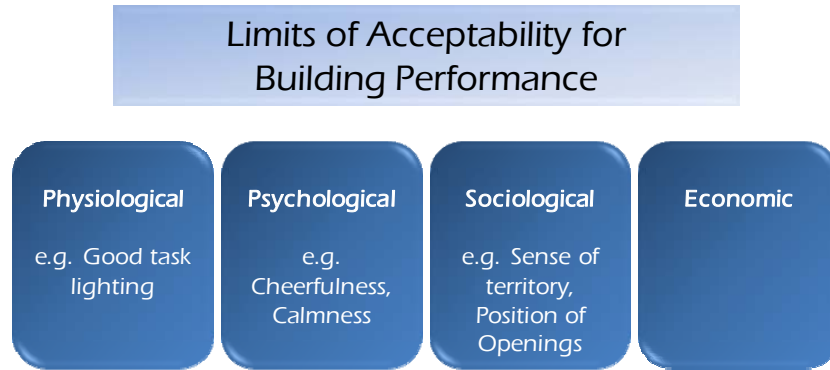 Limits of Acceptability for
Building Performance
Physiological
e.g. Good task
lighting
Psychological
e.g.
Cheerfulness,
Calmness
Sociological
e.g. Sense of
territory,
Position of
Openings
Economic